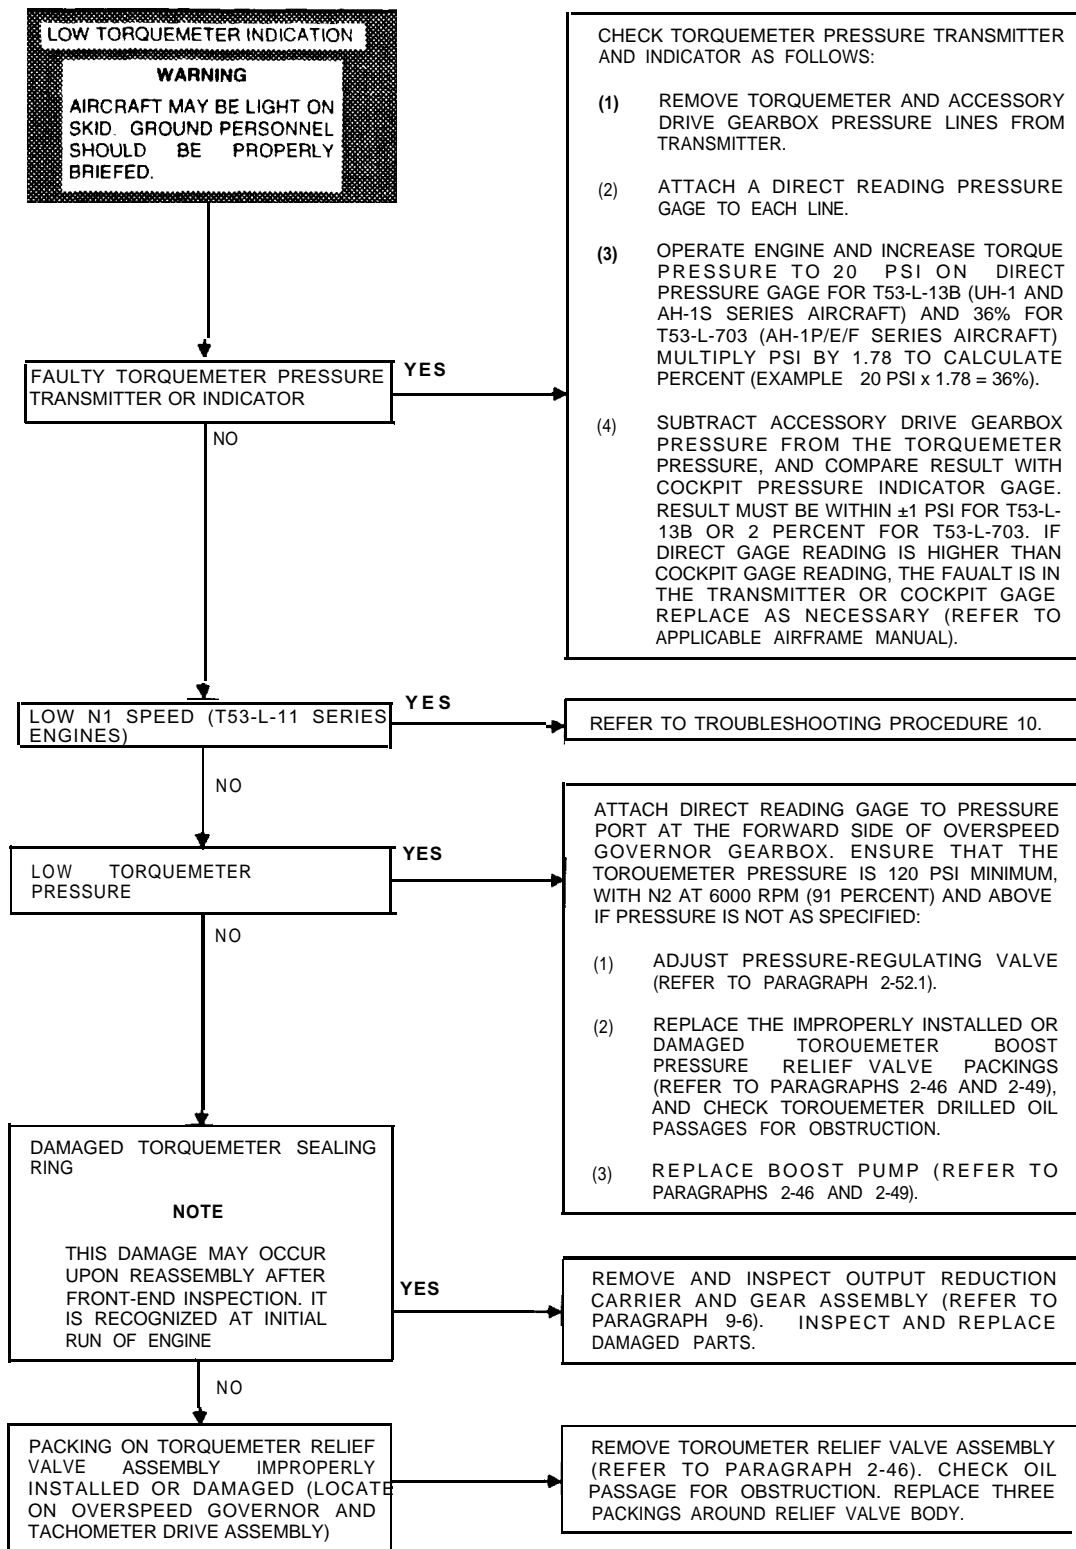 LOW TORQUEMETER INDICATION
WARNING
AIRCRAFT MAY BE LIGHT ON
SKID. GROUND PERSONNEL
SHOULD BE PROPERLY
BRIEFED.
CHECK TORQUEMETER PRESSURE TRANSMITTER
AND INDICATOR AS FOLLOWS:
(1) REMOVE TORQUEMETER AND ACCESSORY
DRIVE GEARBOX PRESSURE LINES FROM
TRANSMITTER.
(2) ATTACH A DIRECT READING PRESSURE
GAGE TO EACH LINE.
(3) OPERATE ENGINE AND INCREASE TORQUE
PRESSURE TO 20 PSI ON DIRECT
PRESSURE GAGE FOR T53-L-13B (UH-1 AND
AH-1S SERIES AIRCRAFT) AND 36% FOR
T53-L-703 (AH-1P/E/F SERIES AIRCRAFT)
MULTIPLY PSI BY 1.78 TO CALCULATE
PERCENT (EXAMPLE 20 PSI x 1.78 = 36%).
(4) SUBTRACT ACCESSORY DRIVE GEARBOX
PRESSURE FROM THE TORQUEMETER
PRESSURE, AND COMPARE RESULT WITH
COCKPIT PRESSURE INDICATOR GAGE.
RESULT MUST BE WITHIN ±1 PSI FOR T53-L-
13B OR 2 PERCENT FOR T53-L-703. IF
DIRECT GAGE READING IS HIGHER THAN
COCKPIT GAGE READING, THE FAUALT IS IN
THE TRANSMITTER OR COCKPIT GAGE
REPLACE AS NECESSARY (REFER TO
APPLICABLE AIRFRAME MANUAL).
FAULTY TORQUEMETER PRESSURE
TRANSMITTER OR INDICATOR
YES
NO
LOW N1 SPEED (T53-L-11 SERIES
ENGINES)
YES
REFER TO TROUBLESHOOTING PROCEDURE 10.
NO
LOW TORQUEMETER
PRESSURE
YES
ATTACH DIRECT READING GAGE TO PRESSURE
PORT AT THE FORWARD SIDE OF OVERSPEED
GOVERNOR GEARBOX. ENSURE THAT THE
TOROUEMETER PRESSURE IS 120 PSI MINIMUM,
WITH N2 AT 6000 RPM (91 PERCENT) AND ABOVE
IF PRESSURE IS NOT AS SPECIFIED:
(1) ADJUST PRESSURE-REGULATING VALVE
(REFER TO PARAGRAPH 2-52.1).
(2) REPLACE THE IMPROPERLY INSTALLED OR
DAMAGED TOROUEMETER BOOST
PRESSURE RELIEF VALVE PACKINGS
(REFER TO PARAGRAPHS 2-46 AND 2-49),
AND CHECK TOROUEMETER DRILLED OIL
PASSAGES FOR OBSTRUCTION.
(3) REPLACE BOOST PUMP (REFER TO
PARAGRAPHS 2-46 AND 2-49).
NO
DAMAGED TORQUEMETER SEALING
RING
NOTE
THIS DAMAGE MAY OCCUR
UPON REASSEMBLY AFTER
FRONT-END INSPECTION. IT
IS RECOGNIZED AT INITIAL
RUN OF ENGINE
YES
REMOVE AND INSPECT OUTPUT REDUCTION
CARRIER AND GEAR ASSEMBLY (REFER TO
PARAGRAPH 9-6). INSPECT AND REPLACE
DAMAGED PARTS.
NO
PACKING ON TORQUEMETER RELIEF
VALVE ASSEMBLY IMPROPERLY
INSTALLED OR DAMAGED (LOCATE
ON OVERSPEED GOVERNOR AND
TACHOMETER DRIVE ASSEMBLY)
REMOVE TOROUMETER RELIEF VALVE ASSEMBLY
(REFER TO PARAGRAPH 2-46). CHECK OIL
PASSAGE FOR OBSTRUCTION. REPLACE THREE
PACKINGS AROUND RELIEF VALVE BODY.